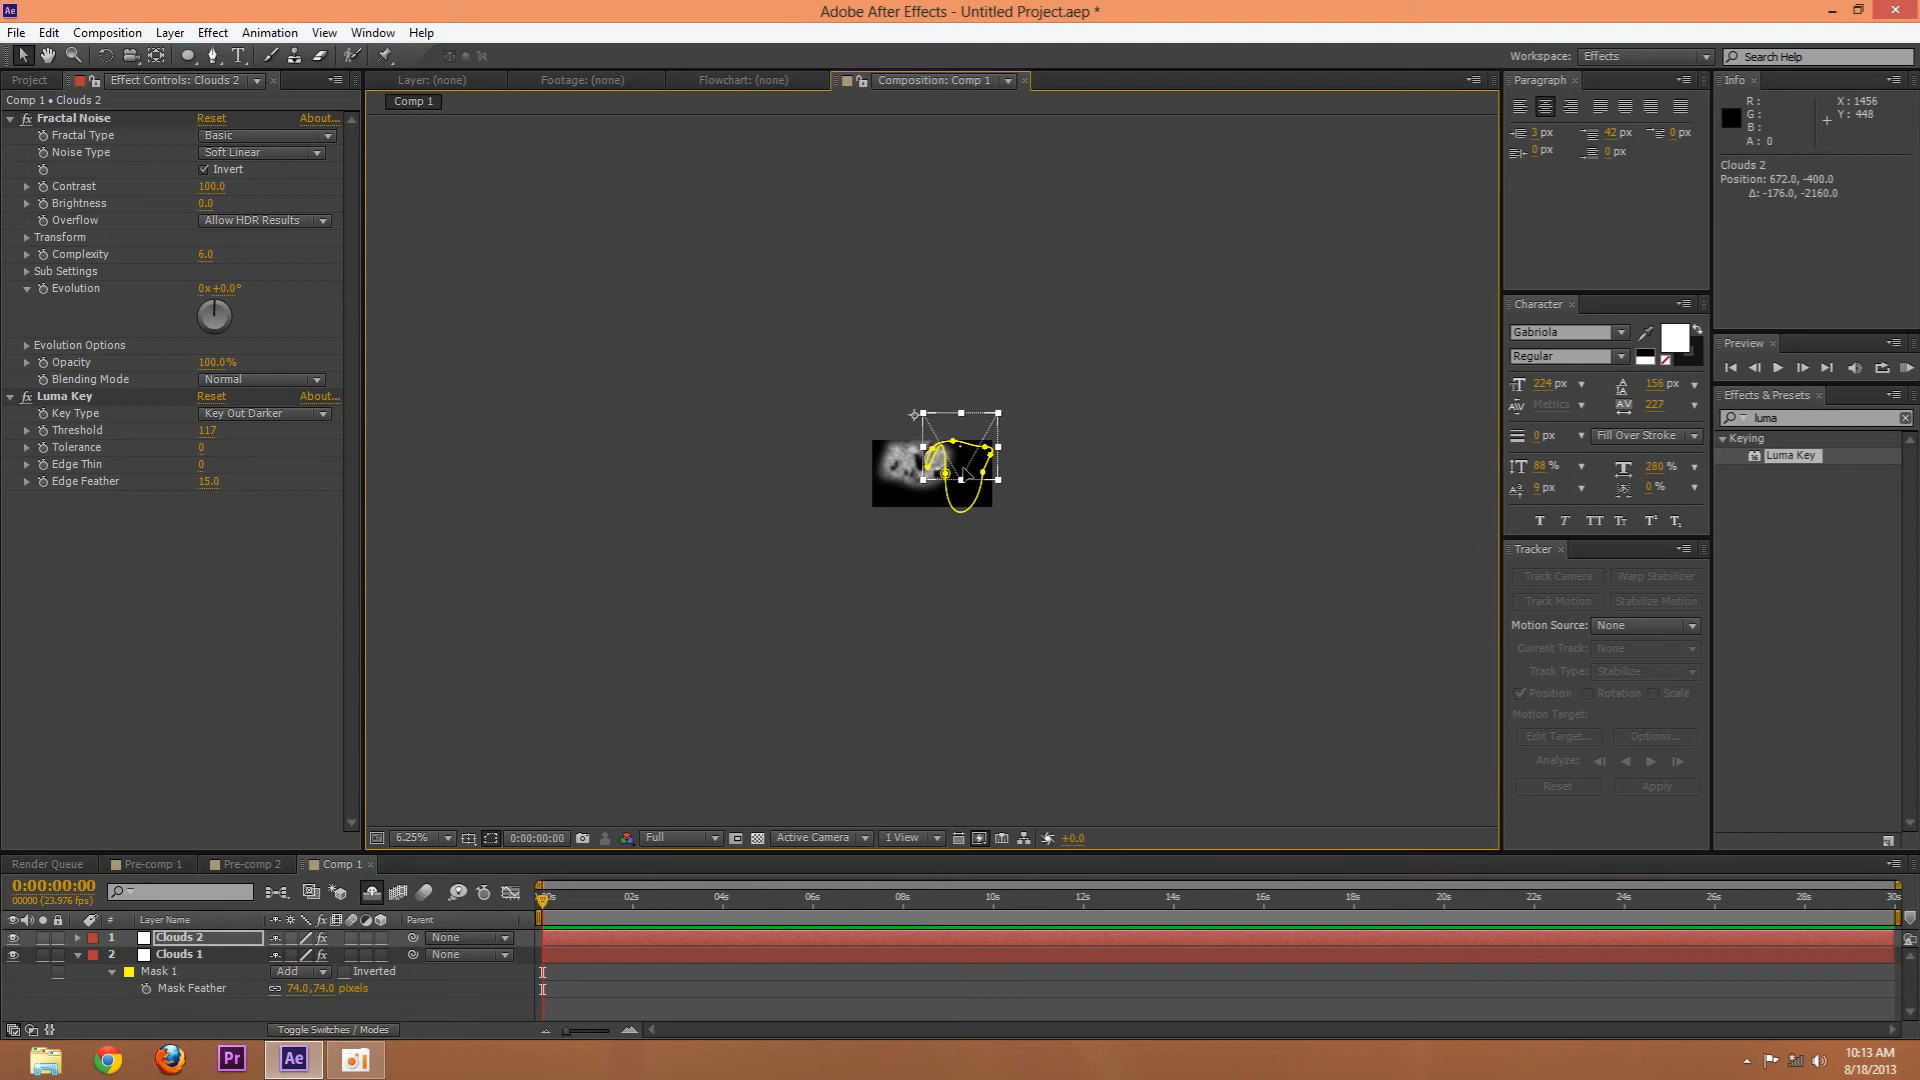 Adobe After Effects - Untitled Project.aep *
File Edit Composition Layer Effect Animation View Window Help
Workspace: Effects Search Help
Project Effect Controls: Clouds 2 Layer: (none) Footage: (none) Flowchart: (none) Composition: Comp 1 Paragraph Info
Comp 1 • Clouds 2
Comp 1
Fractal Noise Reset About...
Fractal Type Basic
Noise Type Soft Linear
Invert
Contrast 100.0
Brightness 0.0
Overflow Allow HDR Results
Transform
Complexity 6.0
Sub Settings
Evolution 0x+0.0°
Evolution Options
Opacity 100.0%
Blending Mode Normal
Luma Key Reset About...
Key Type Key Out Darker
Threshold 117
Tolerance 0
Edge Thin 0
Edge Feather 15.0
3 px 42 px 0 px
0 px 0 px
R:
G:
B:
A: 0
X: 1456
Y: 448
Clouds 2
Position: 672.0, -400.0
Δ: -176.0, -2160.0
Character
Gabriola
Regular
224 px 156 px
Metrics 227
0 px Fill Over Stroke
88 % 280 %
9 px 0 %
T T TT Tt T¹ T₁
Preview
Effects & Presets
luma
Keying
Luma Key
Tracker
Track Camera Warp Stabilizer
Track Motion Stabilize Motion
Motion Source: None
Current Track: None
Track Type: Stabilize
Position Rotation Scale
Motion Target:
Edit Target... Options...
Analyze:
Reset Apply
6.25% 0:00:00:00 Full Active Camera 1 View +0.0
Render Queue Pre-comp 1 Pre-comp 2 Comp 1
0:00:00:00
00000 (23.976 fps)
02s 04s 06s 08s 10s 12s 14s 16s 18s 20s 22s 24s 26s 28s 30s
# Layer Name Parent
1 Clouds 2 None
2 Clouds 1 None
Mask 1 Add Inverted
Mask Feather 74.0,74.0 pixels
Toggle Switches / Modes
Pr Ae
10:13 AM
8/18/2013